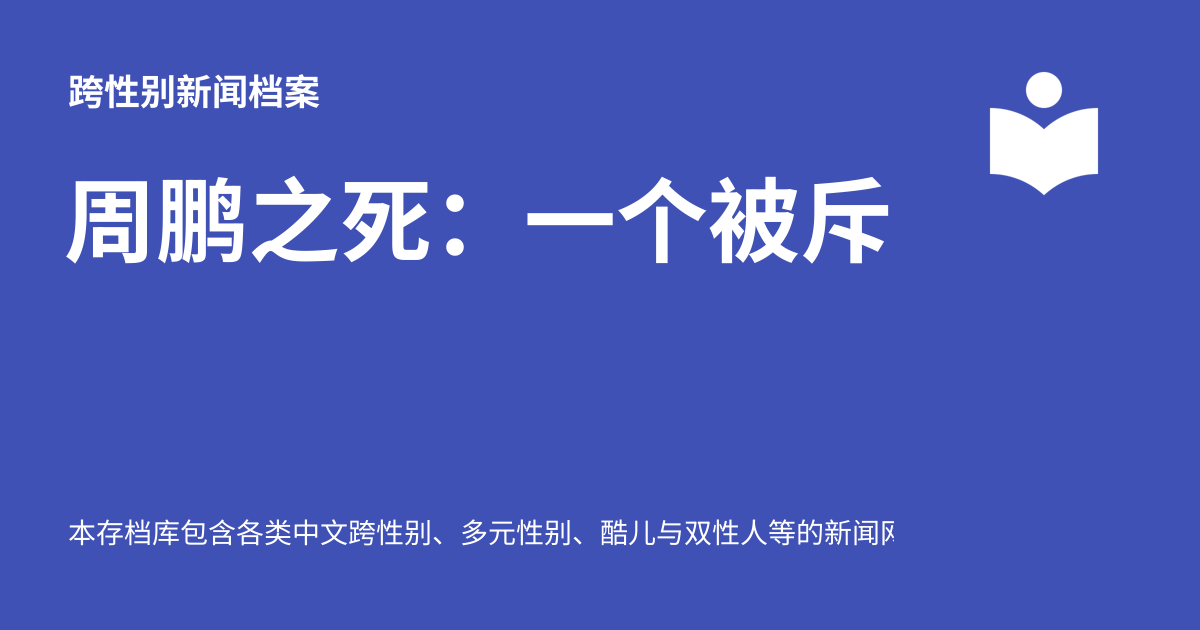 跨性别新闻档案
周鹏之死：一个被斥
本存档库包含各类中文跨性别、多元性别、酷儿与双性人等的新闻